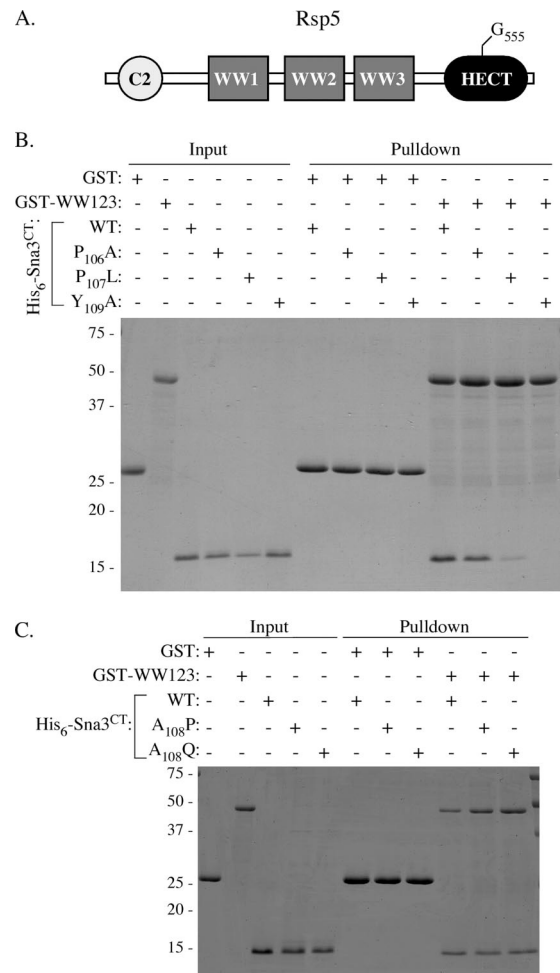 A.
Rsp5
G555
C2 WW1 WW2 WW3 HECT
B.
Input Pulldown
GST: + - - - - - + + + + - - - -
GST-WW123: - + - - - - - - - - + + + +
His6-Sna3CT:
WT: - - + - - - + - - - + - - -
P106A: - - - + - - - + - - - + - -
P107L: - - - - + - - - + - - - + -
Y109A: - - - - - + - - - + - - - +
75 -
50 -
37 -
25 -
20 -
15 -
C.
Input Pulldown
GST: + - - - - + + + - - -
GST-WW123: - + - - - - - - + + +
His6-Sna3CT:
WT: - - + - - + - - + - -
A108P: - - - + - - + - - + -
A108Q: - - - - + - - + - - +
75 -
50 -
37 -
25 -
20 -
15 -